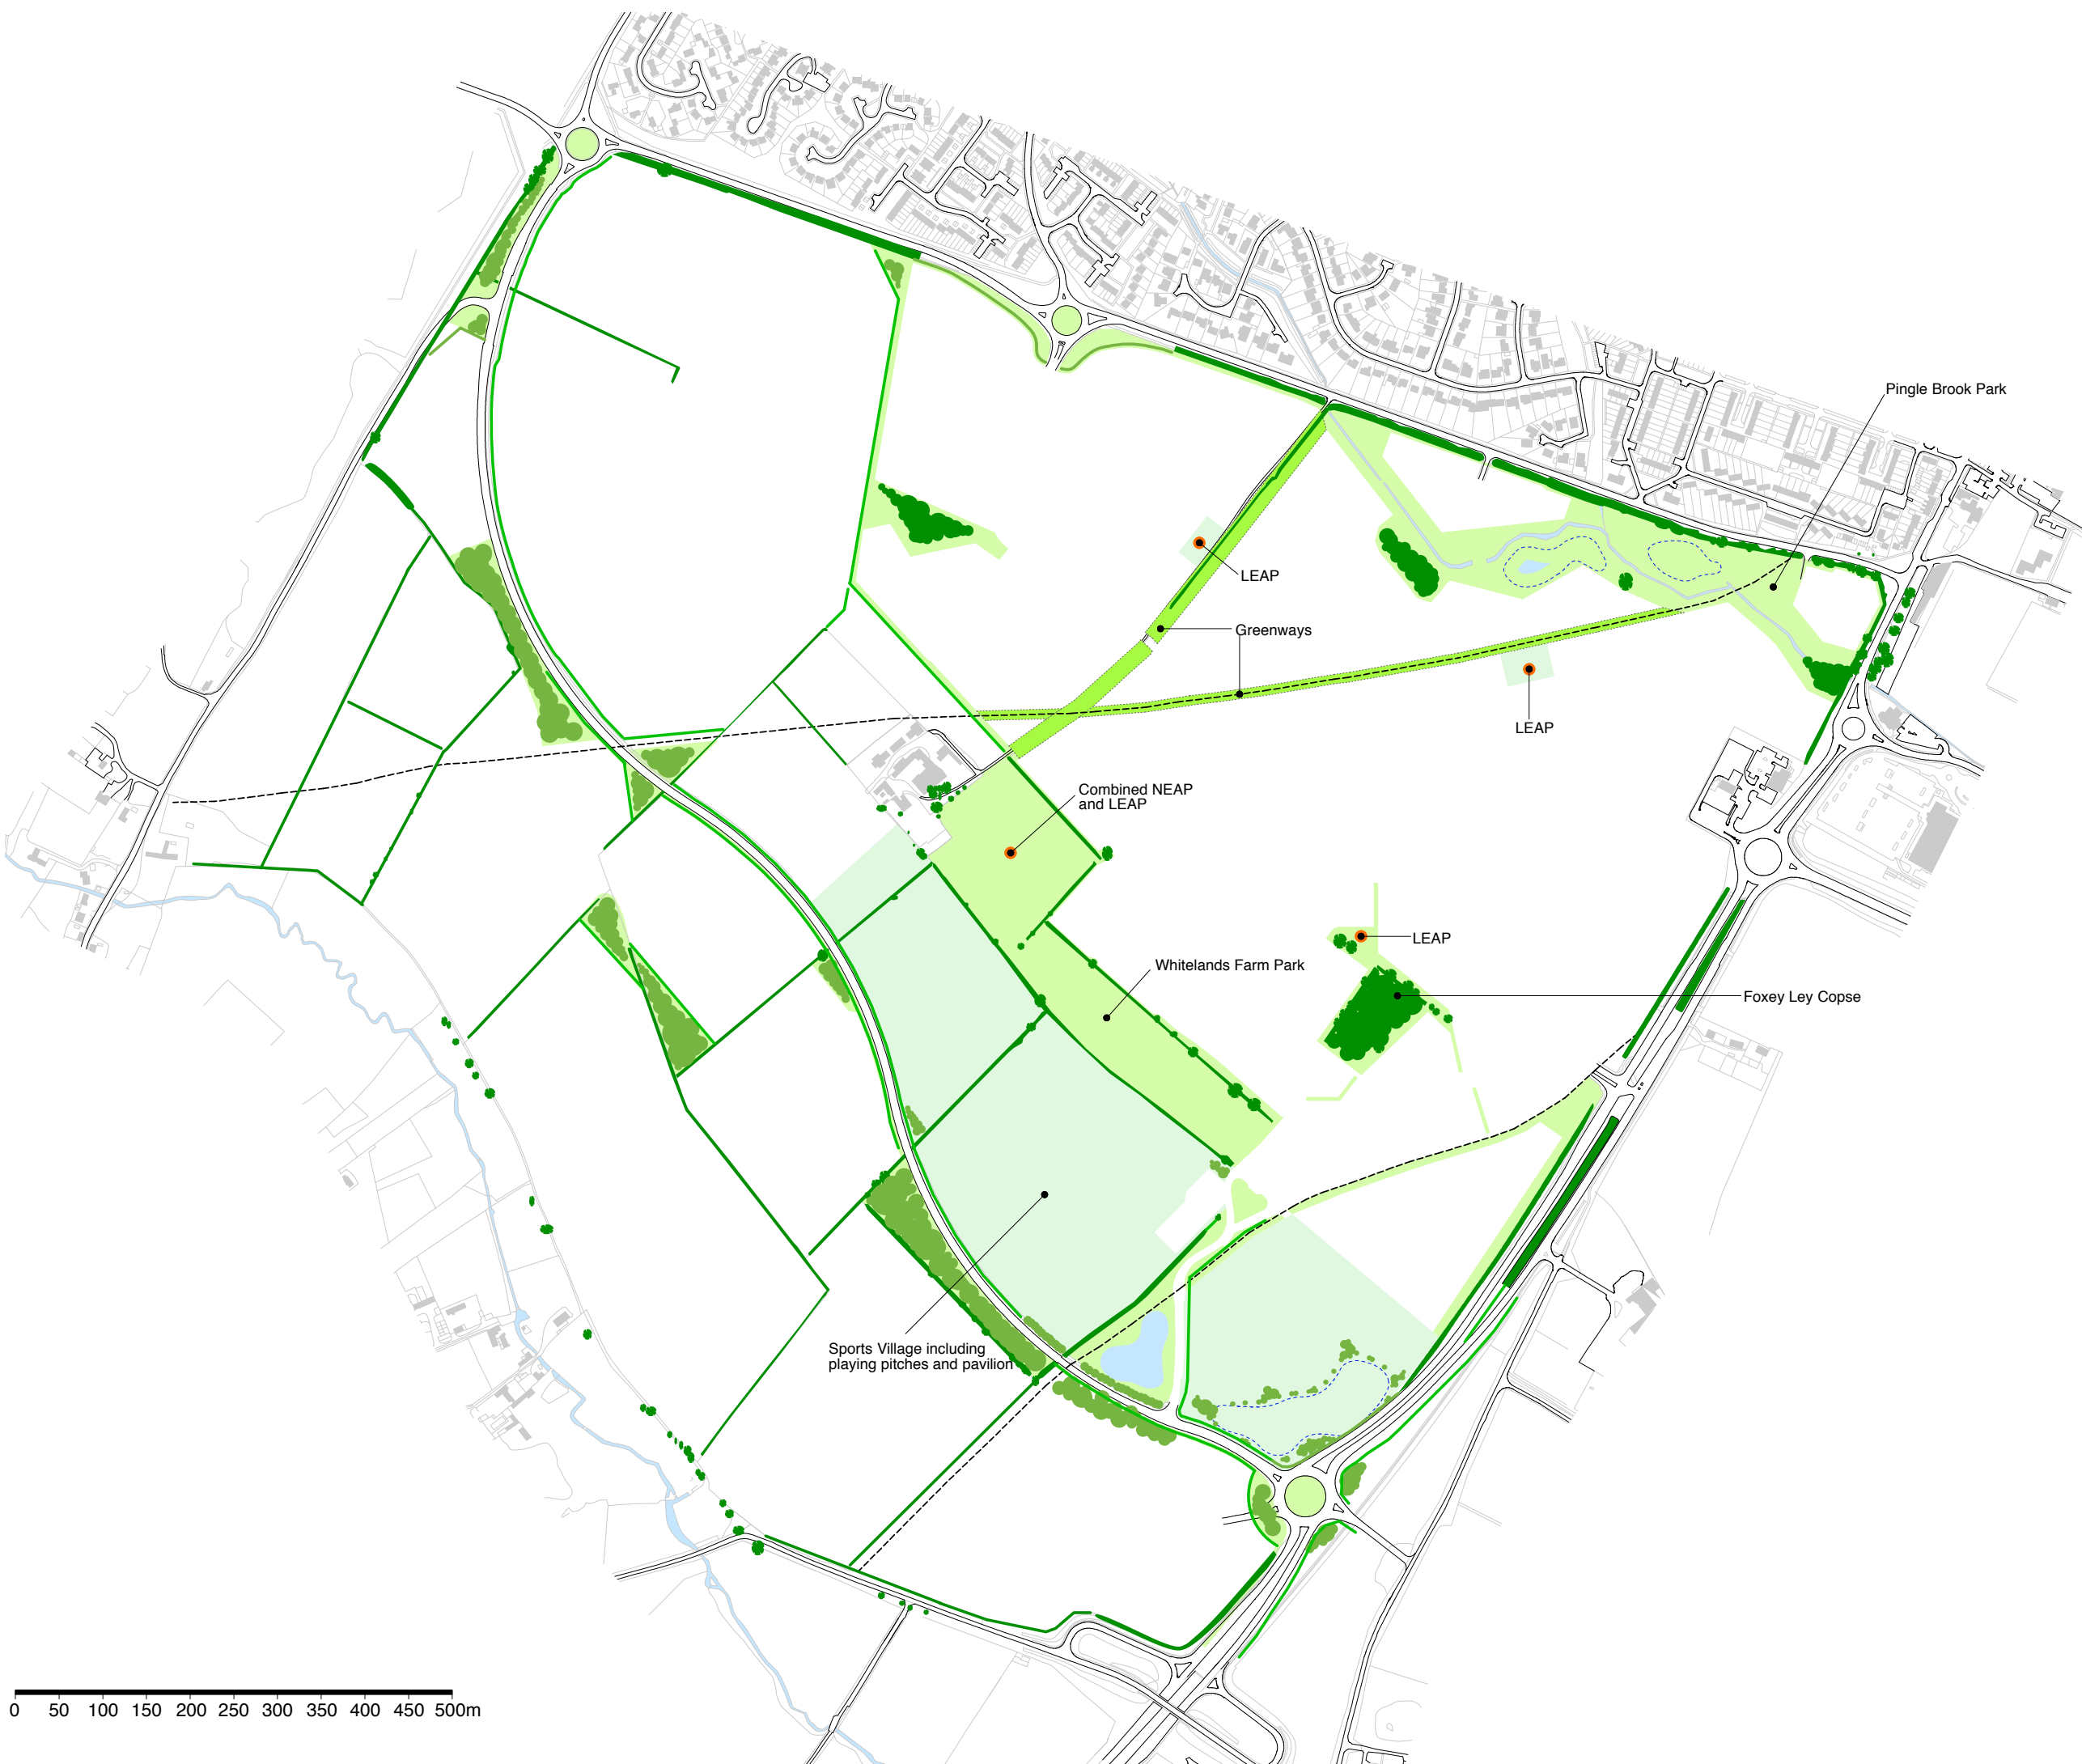 Pingle Brook Park
LEAP
Greenways
LEAP
Combined NEAP
and LEAP
LEAP
Whitelands Farm Park
Foxey Ley Copse
Sports Village including
playing pitches and pavilion
0 50 100 150 200 250 300 350 400 450 500m